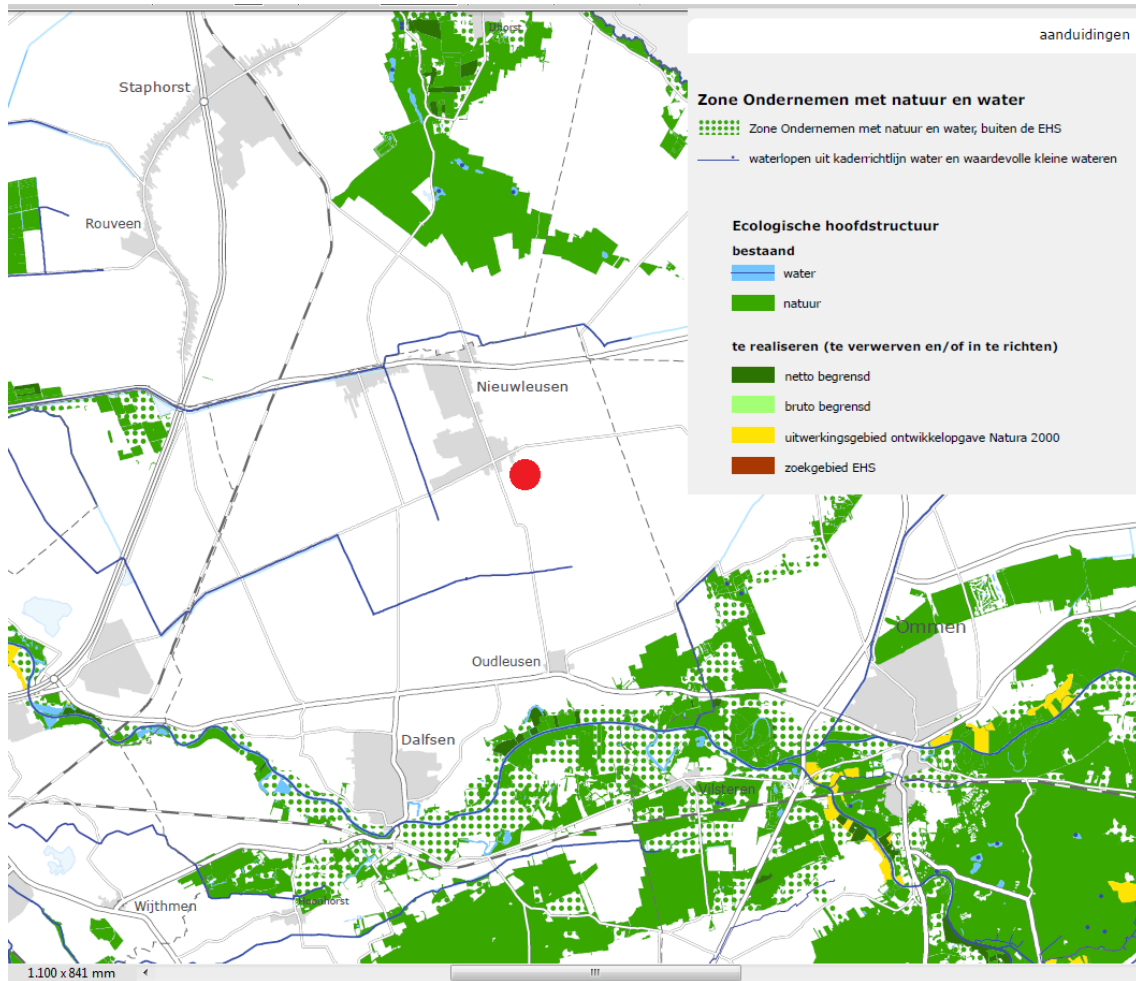 aanduidingen
Zone Ondernemen met natuur en water
Zone Ondernemen met natuur en water, buiten de EHS
waterlopen uit kaderrichtlijn water en waardevolle kleine wateren
Ecologische hoofdstructuur
bestaand
water
natuur
te realiseren (te verwerven en/of in te richten)
netto begrensd
bruto begrensd
uitwerkingsgebied ontwikkelopgave Natura 2000
zoekgebied EHS
IJhorst
Staphorst
Rouveen
Nieuwleusen
Ommen
Oudleusen
Dalfsen
Vilsteren
Hoonhorst
Wijthmen
1.100 x 841 mm